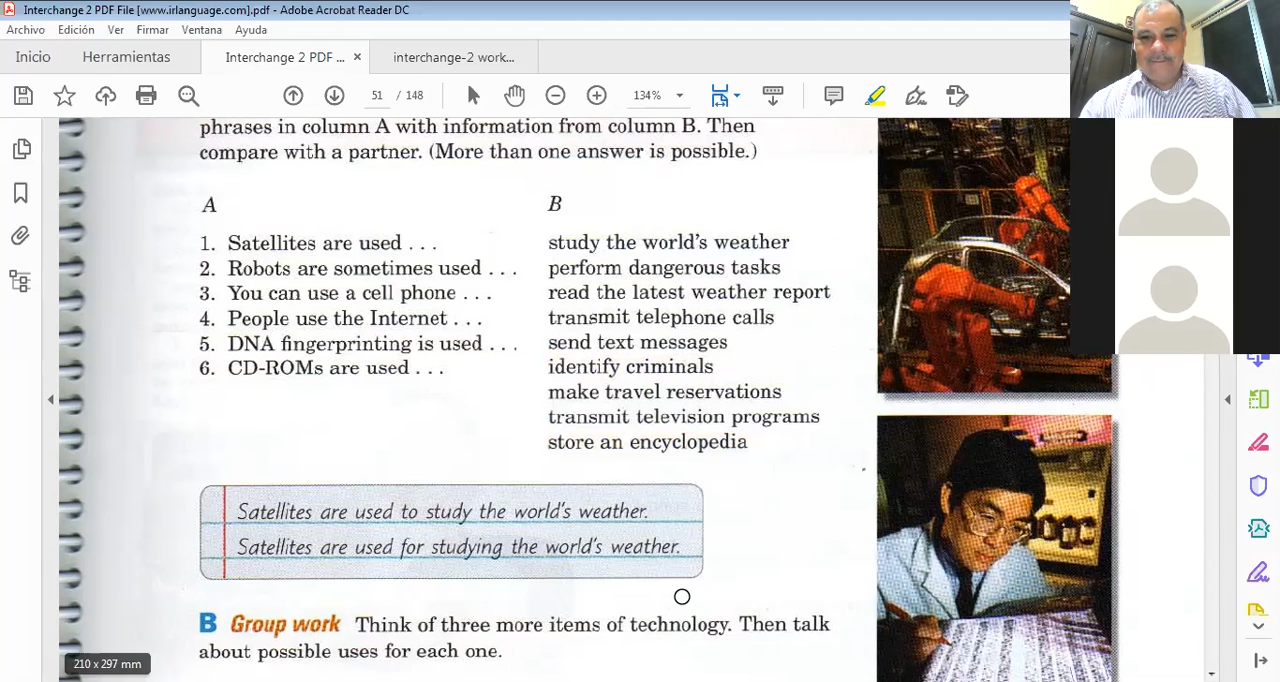 Interchange 2 PDF File [www.irlanguage.com].pdf - Adobe Acrobat Reader DC
Archivo Edición Ver Firmar Ventana Ayuda
Inicio Herramientas Interchange 2 PDF ... × interchange-2 work...
51 / 148 134%
phrases in column A with information from column B. Then
compare with a partner. (More than one answer is possible.)
A B
1. Satellites are used . . . study the world's weather
2. Robots are sometimes used . . . perform dangerous tasks
3. You can use a cell phone . . . read the latest weather report
4. People use the Internet . . . transmit telephone calls
5. DNA fingerprinting is used . . . send text messages
6. CD-ROMs are used . . . identify criminals
make travel reservations
transmit television programs
store an encyclopedia
Satellites are used to study the world's weather.
Satellites are used for studying the world's weather.
B Group work Think of three more items of technology. Then talk
about possible uses for each one.
210 x 297 mm